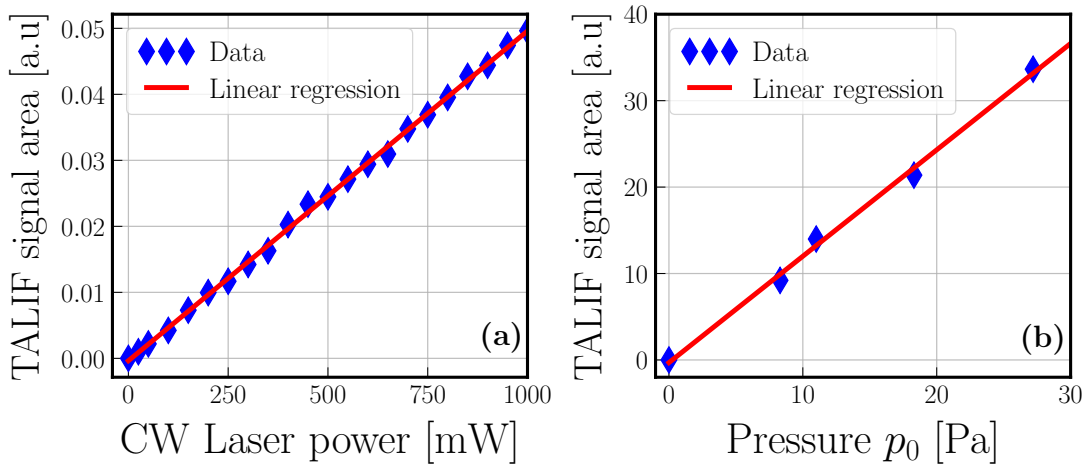 TALIF signal area [a.u]
0.05
0.04
0.03
0.02
0.01
0.00
Data
Linear regression
(a)
0 250 500 750 1000
CW Laser power [mW]
TALIF signal area [a.u]
40
30
20
10
0
Data
Linear regression
(b)
0 10 20 30
Pressure p₀ [Pa]